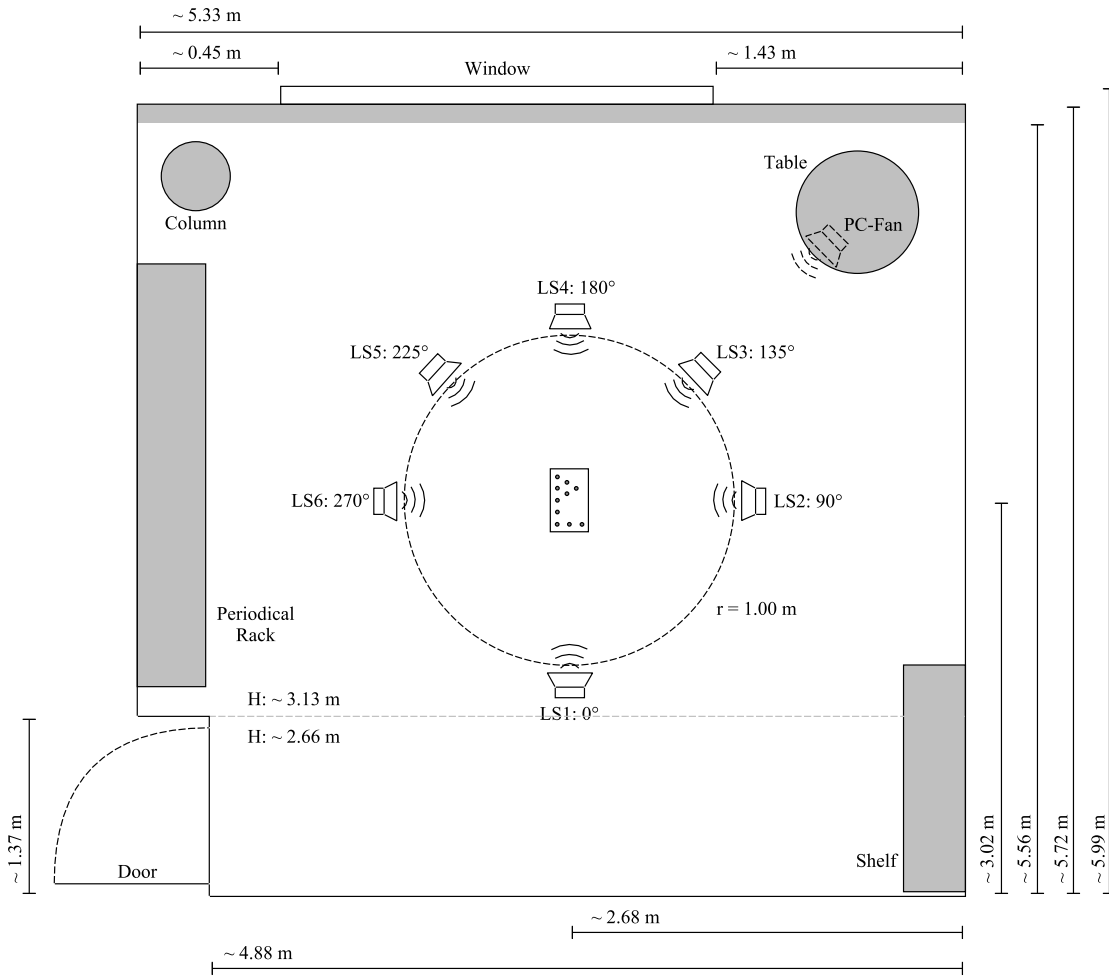 ~ 5.33 m
~ 0.45 m
Window
~ 1.43 m
Table
PC-Fan
Column
LS4: 180°
LS5: 225°
LS3: 135°
LS6: 270°
LS2: 90°
r = 1.00 m
Periodical
Rack
H: ~ 3.13 m
LS1: 0°
H: ~ 2.66 m
~ 1.37 m
Door
Shelf
~ 3.02 m
~ 5.56 m
~ 5.72 m
~ 5.99 m
~ 2.68 m
~ 4.88 m